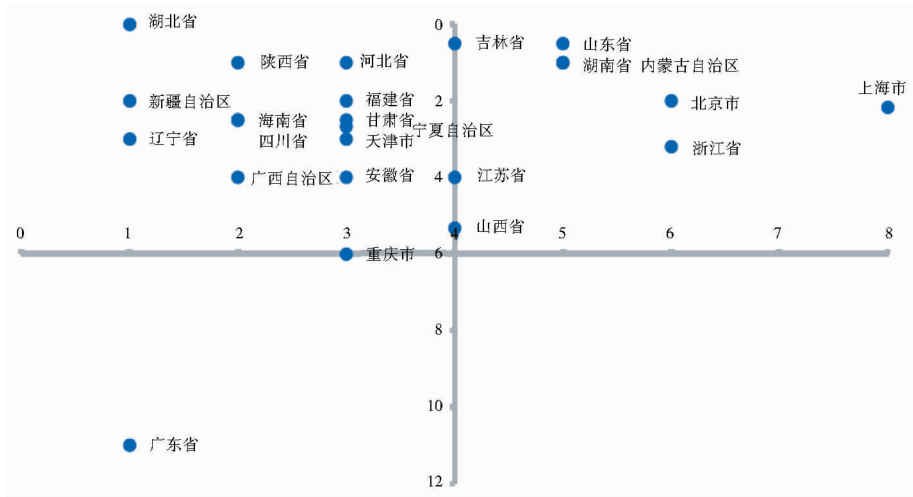 湖北省
0
吉林省
山东省
陕西省
河北省
湖南省 内蒙古自治区
上海市
新疆自治区
福建省
2
北京市
海南省
甘肃省
宁夏自治区
辽宁省
四川省
天津市
浙江省
广西自治区
安徽省
4
江苏省
山西省
0 1 2 3 4 5 6 7 8
重庆市
6
8
10
广东省
12